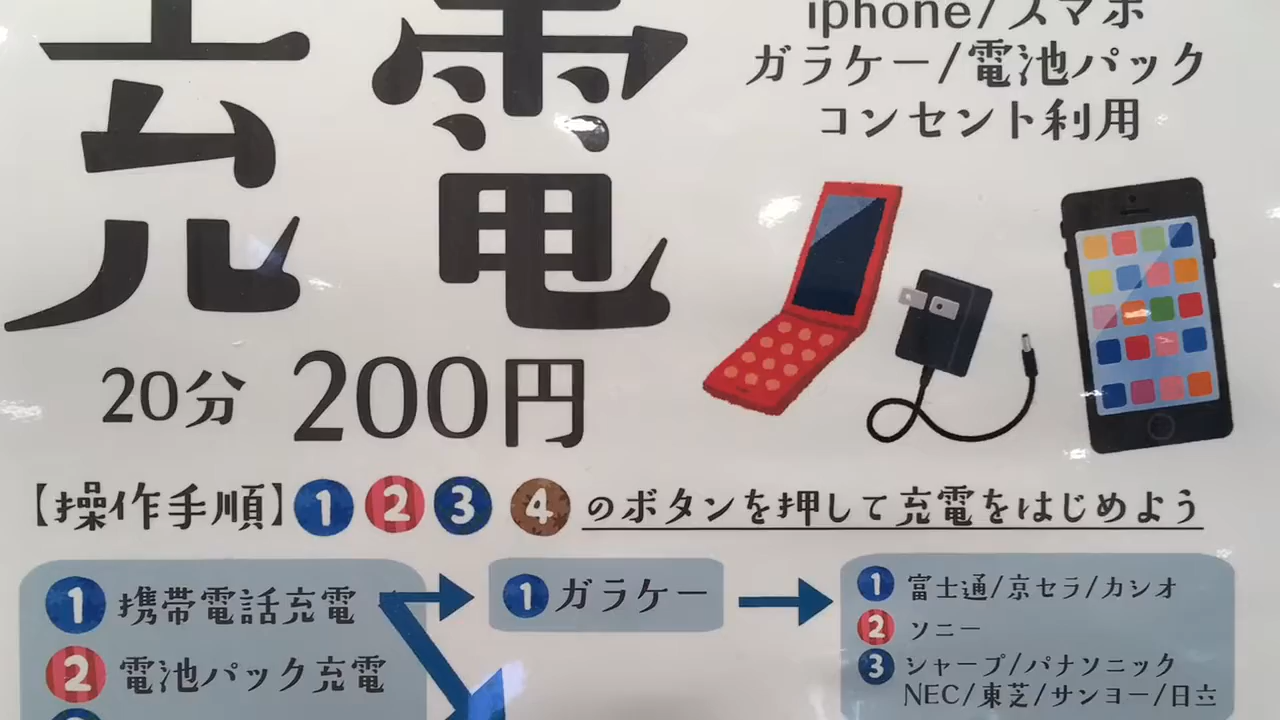 充電
iphone/スマホ
ガラケー/電池パック
コンセント利用
20分 200円
【操作手順】1 2 3 4 のボタンを押して充電をはじめよう
1 携帯電話充電
2 電池パック充電
1 ガラケー
1 富士通/京セラ/カシオ
2 ソニー
3 シャープ/パナソニック
NEC/東芝/サンヨー/日立